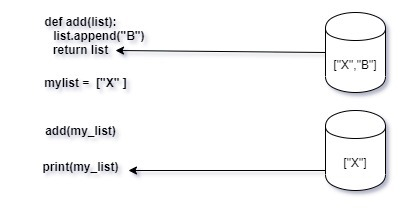 def add(list):
list.append("B")
return list
["X","B"]
mylist = ["X" ]
add(my_list)
print(my_list)
["X"]